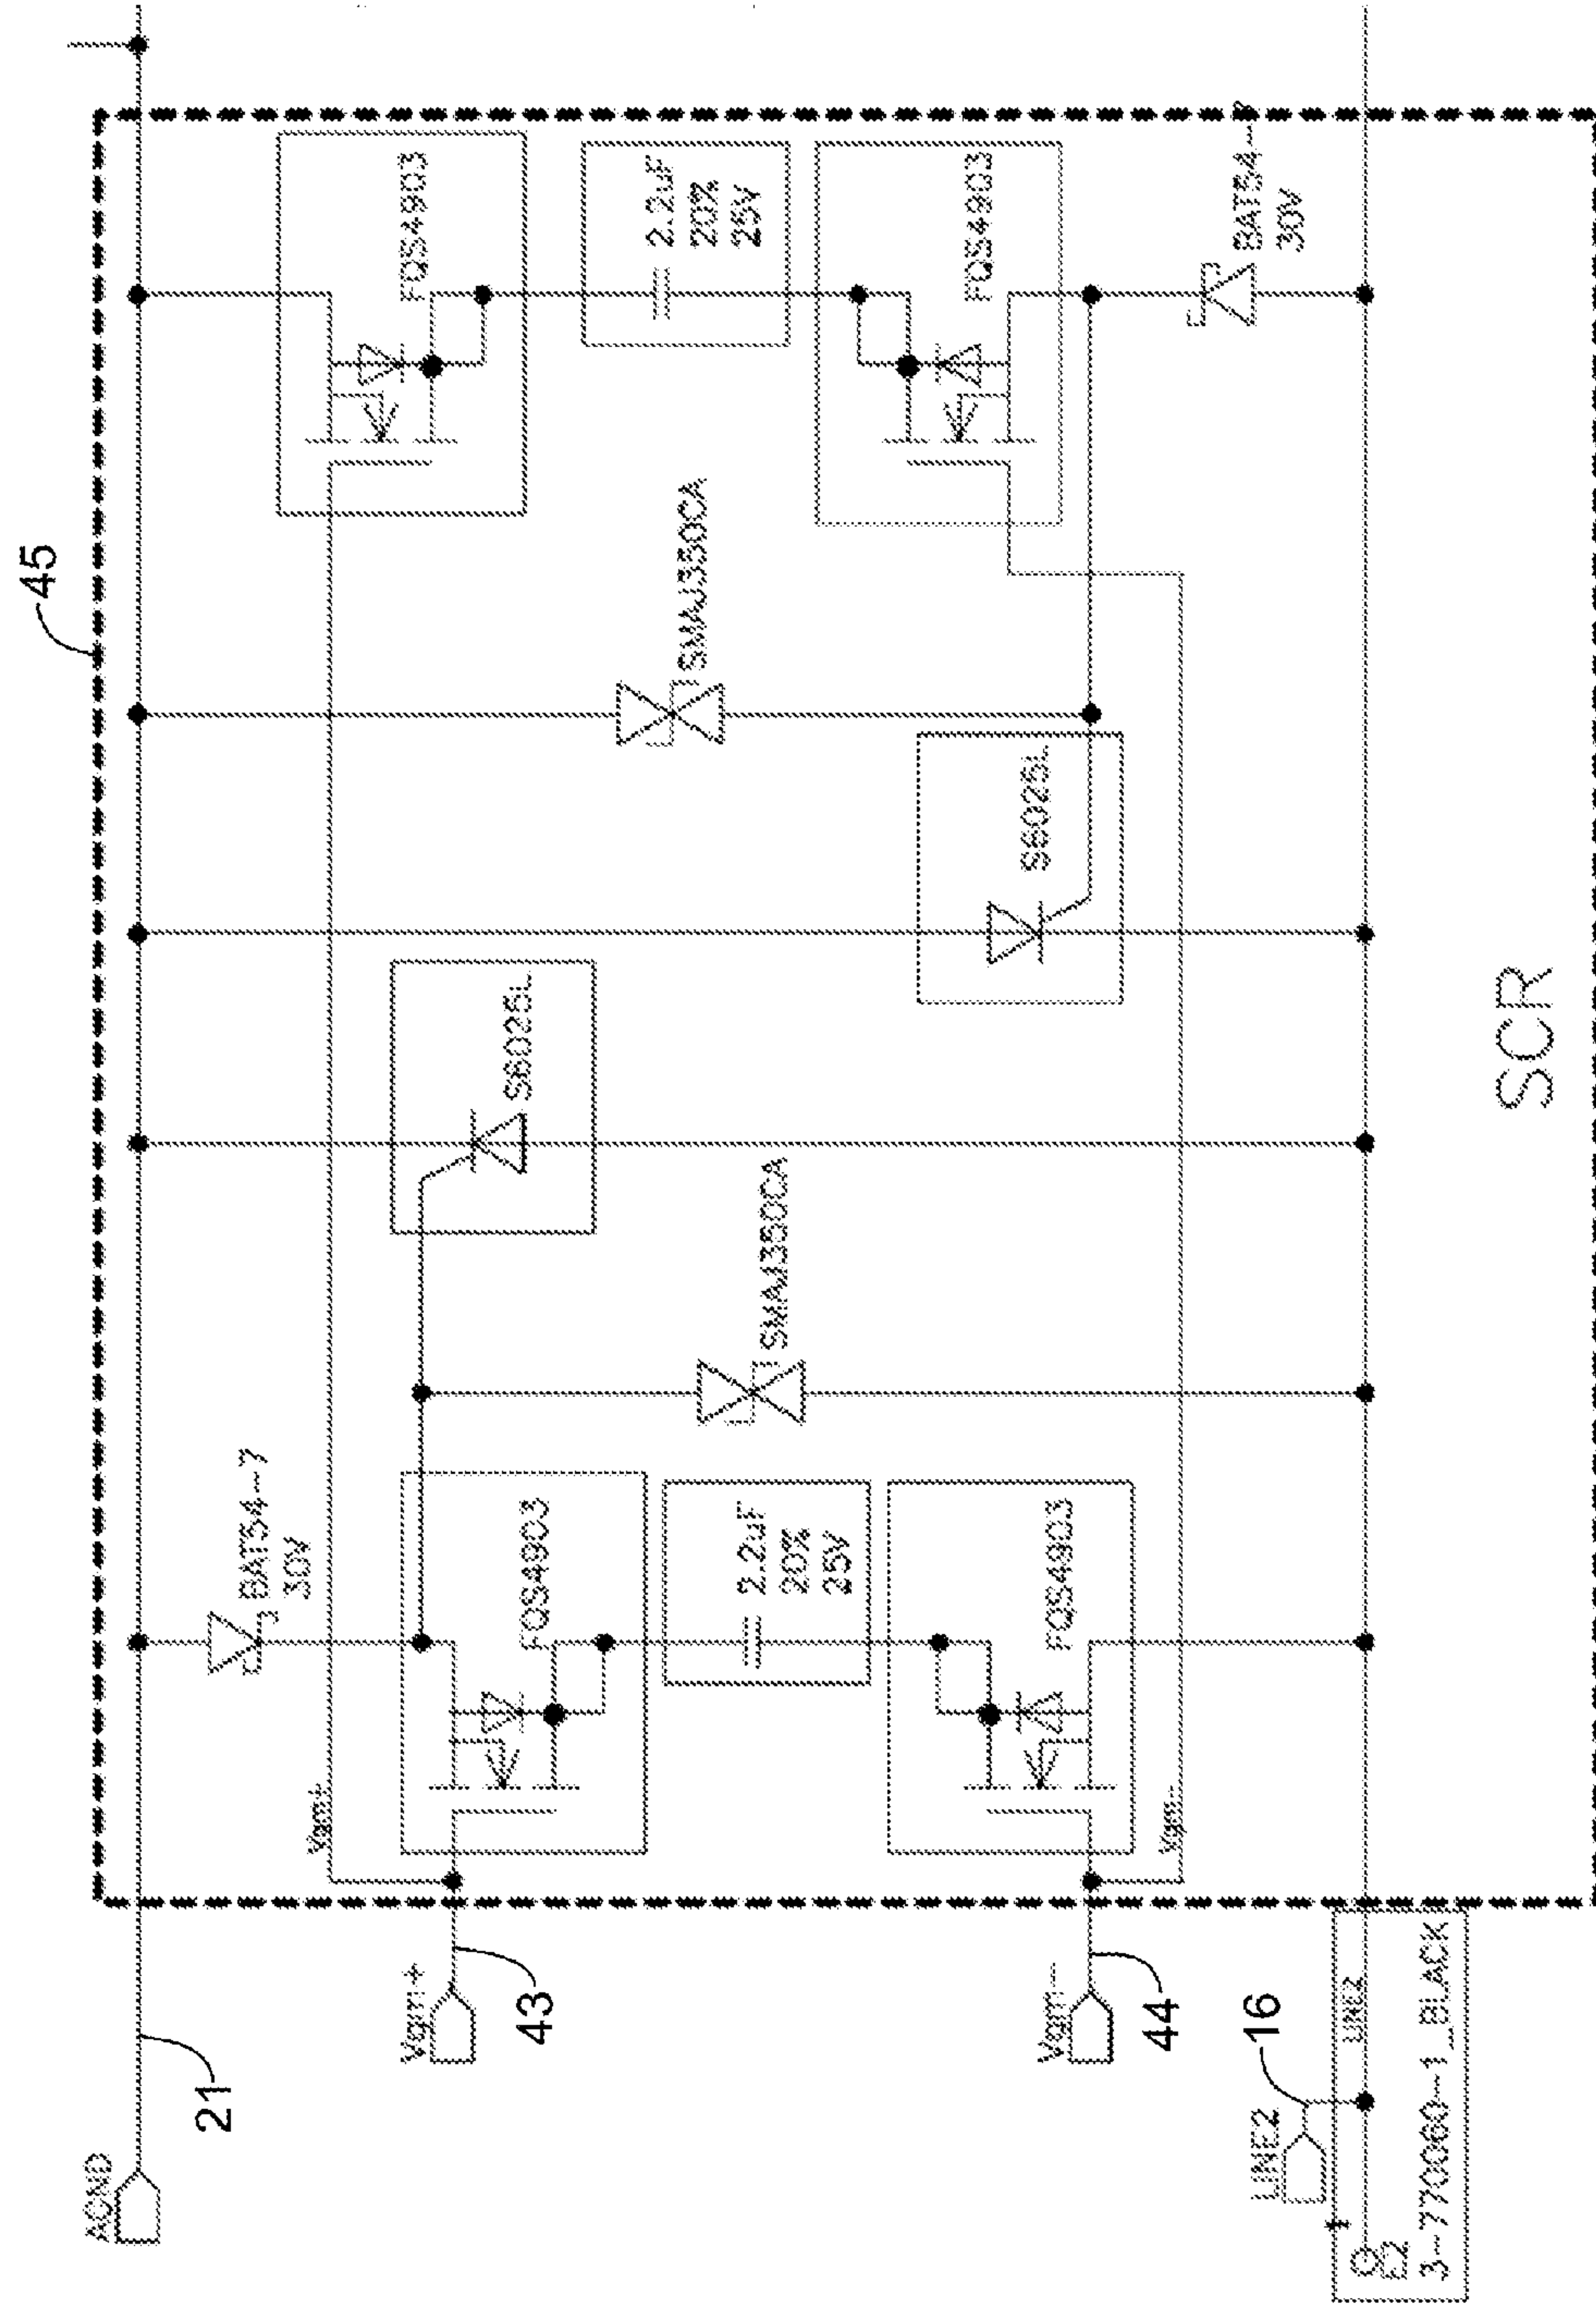 45
AGND
21
Vgm+
43
Vgm+
BAT54-7
30V
FQS4903
2.2uF
20%
25V
FQS4903
Vgm-
44
Vgm-
SMAJ350CA
S6025L
S6025L
SMAJ350CA
FQS4903
2.2uF
20%
25V
FQS4903
BAT54-7
30V
LINE2
16
LINE2
1
E2
3-770060-1_BLACK
SCR